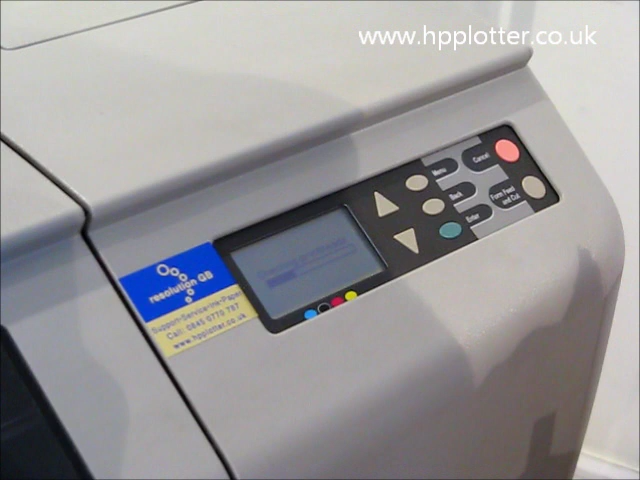 www.hpplotter.co.uk
Menu
Cancel
Back
Form Feed
and Cut
Enter
resolution GB
Support-Service-Ink-Paper
Call: 0845 0770 787
www.hpplotter.co.uk